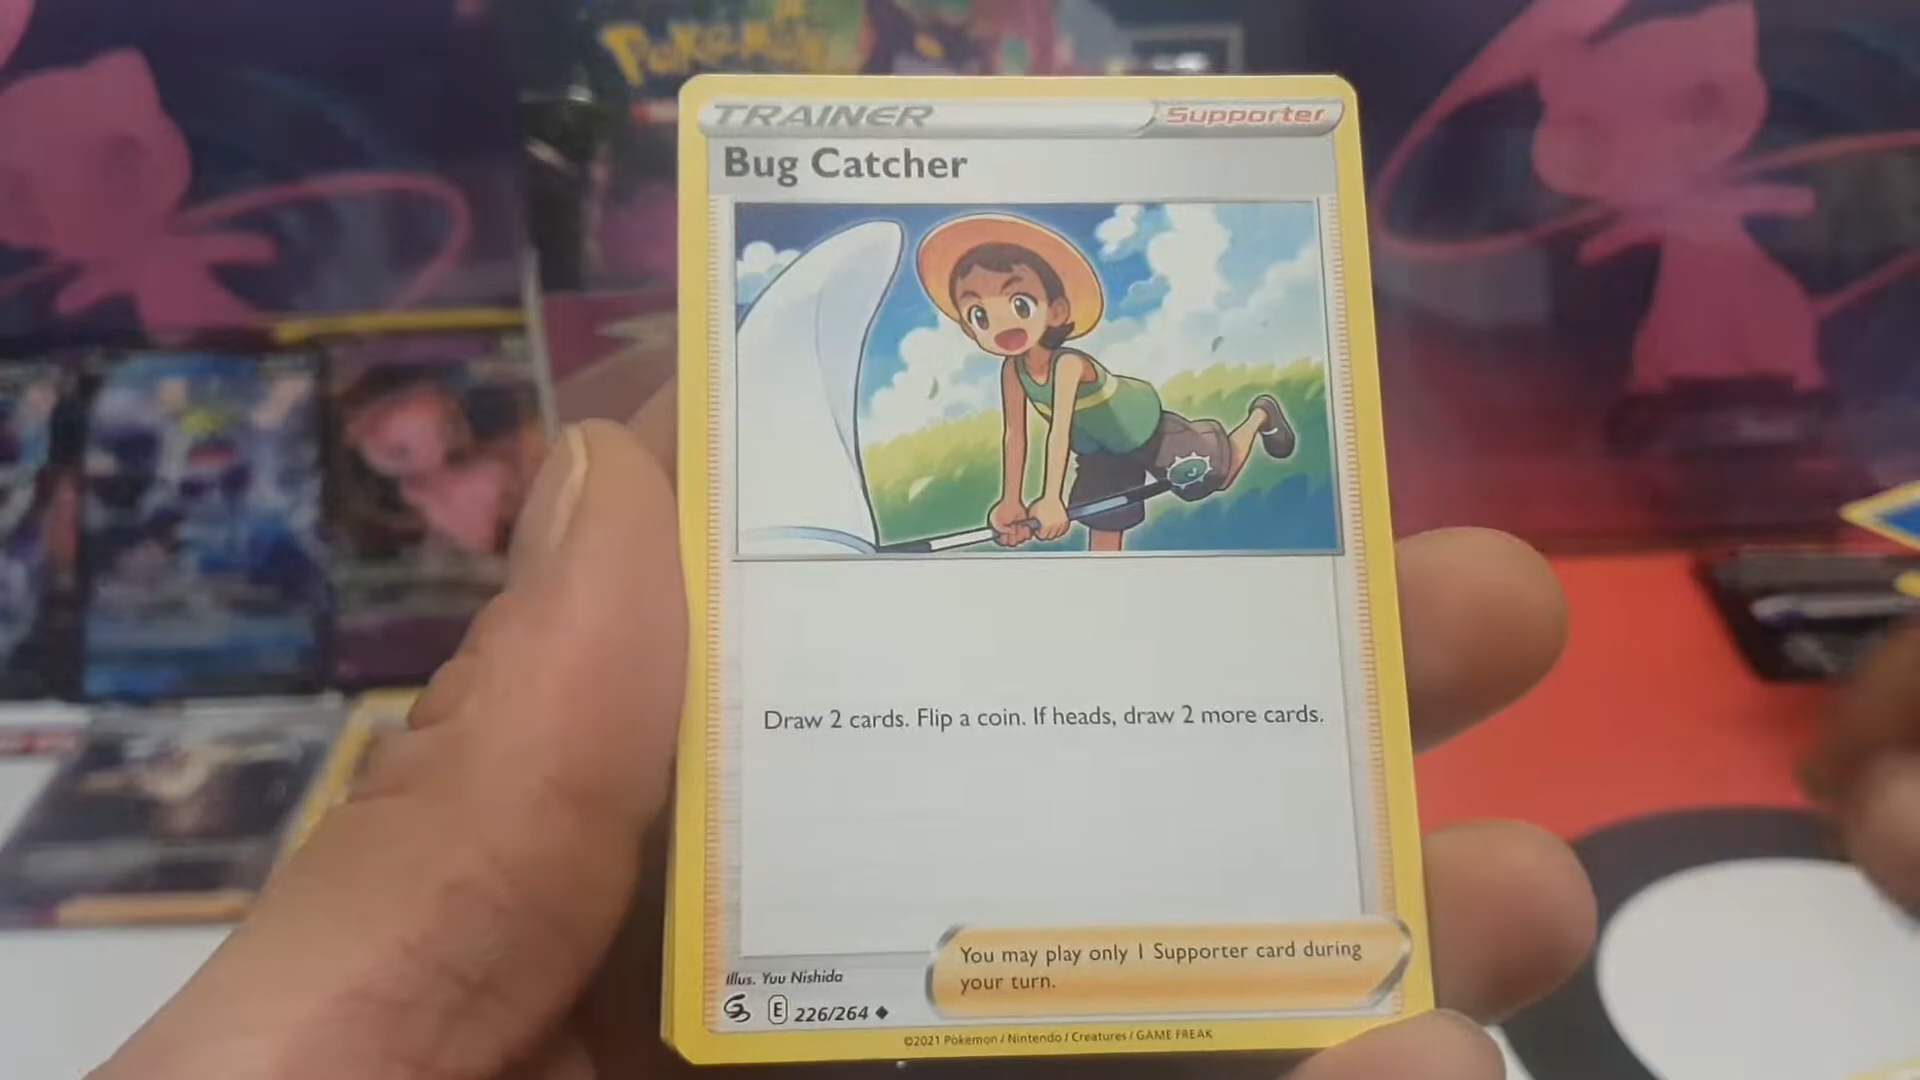 Pokémon
TRAINER
Supporter
Bug Catcher
Draw 2 cards. Flip a coin. If heads, draw 2 more cards.
You may play only 1 Supporter card during
your turn.
Illus. Yuu Nishida
E 226/264
©2021 Pokémon / Nintendo / Creatures / GAME FREAK